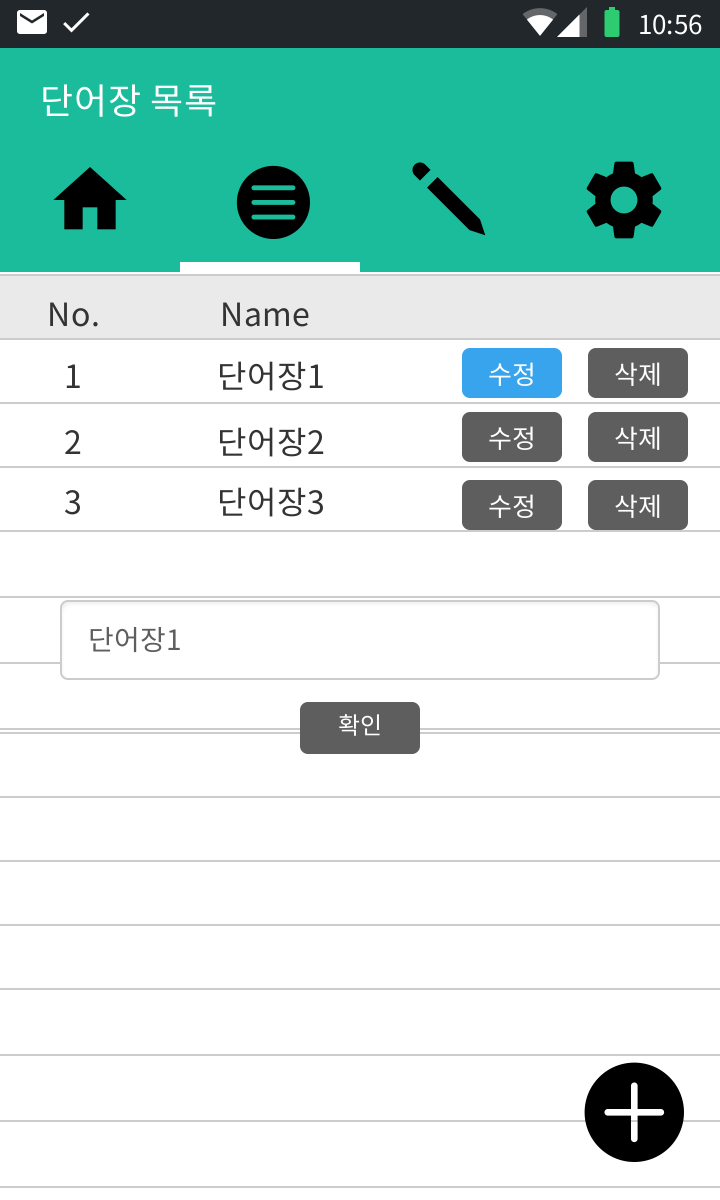 10:56
단어장 목록
No. Name
1 단어장1 수정 삭제
2 단어장2 수정 삭제
3 단어장3 수정 삭제
단어장1
확인